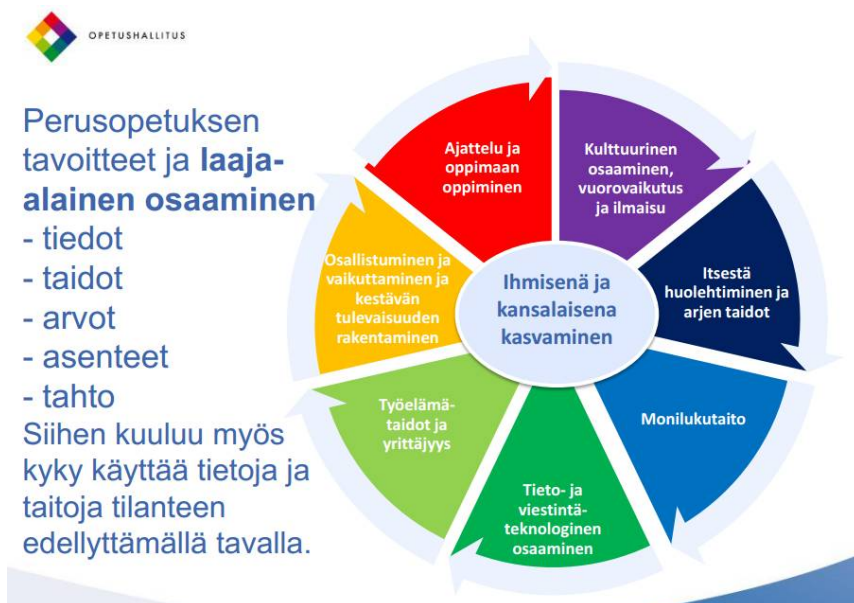 OPETUSHALLITUS
Perusopetuksen
tavoitteet ja laaja-
alainen osaaminen
- tiedot
- taidot
- arvot
- asenteet
- tahto
Siihen kuuluu myös
kyky käyttää tietoja ja
taitoja tilanteen
edellyttämällä tavalla.
Ajattelu ja
oppimaan
oppiminen
Kulttuurinen
osaaminen,
vuorovaikutus
ja ilmaisu
Itsestä
huolehtiminen ja
arjen taidot
Monilukutaito
Tieto- ja
viestintä-
teknologinen
osaaminen
Työelämä-
taidot ja
yrittäjyys
Osallistuminen ja
vaikuttaminen ja
kestävän
tulevaisuuden
rakentaminen
Ihmisenä ja
kansalaisena
kasvaminen